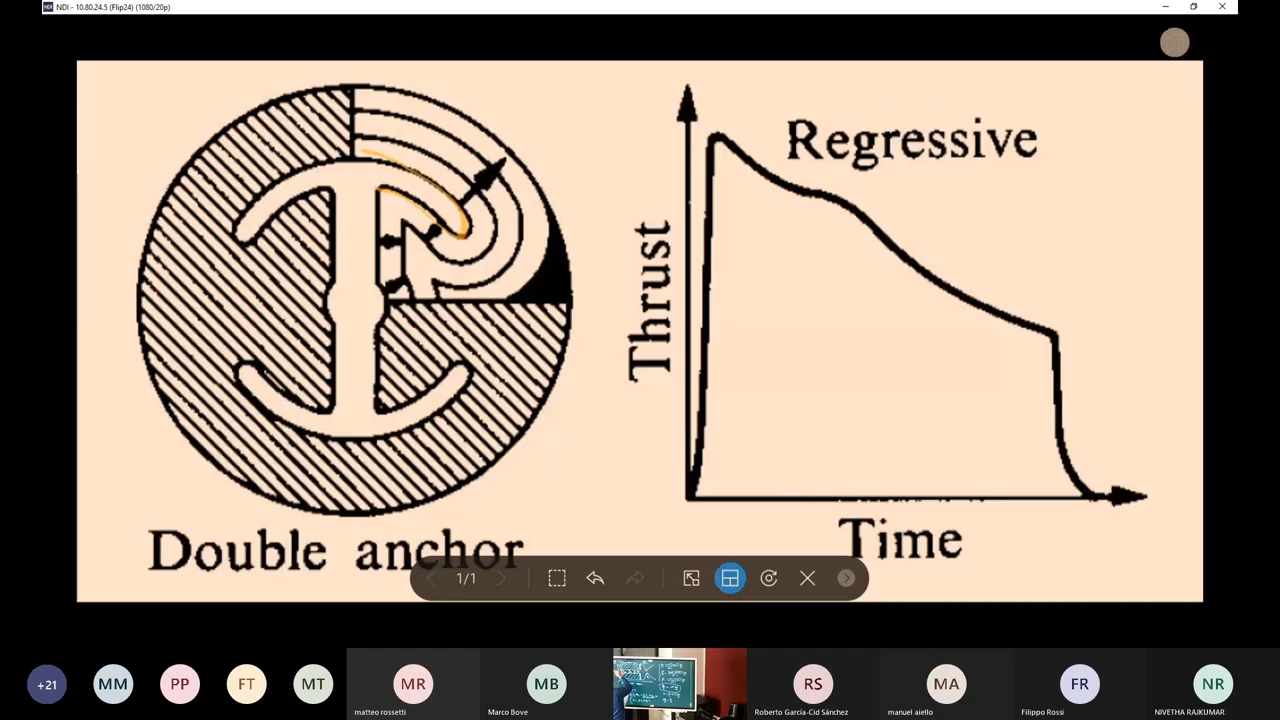 NDI - 10.80.24.5 (Flip24) (1080/20p)
Regressive
Thrust
Time
Double anchor
1/1
+21
MM
PP
FT
MT
MR
MB
RS
MA
FR
NR
matteo rossetti
Marco Bove
Roberto García-Cid Sánchez
manuel aiello
Filippo Rossi
NIVETHA RAJKUMAR